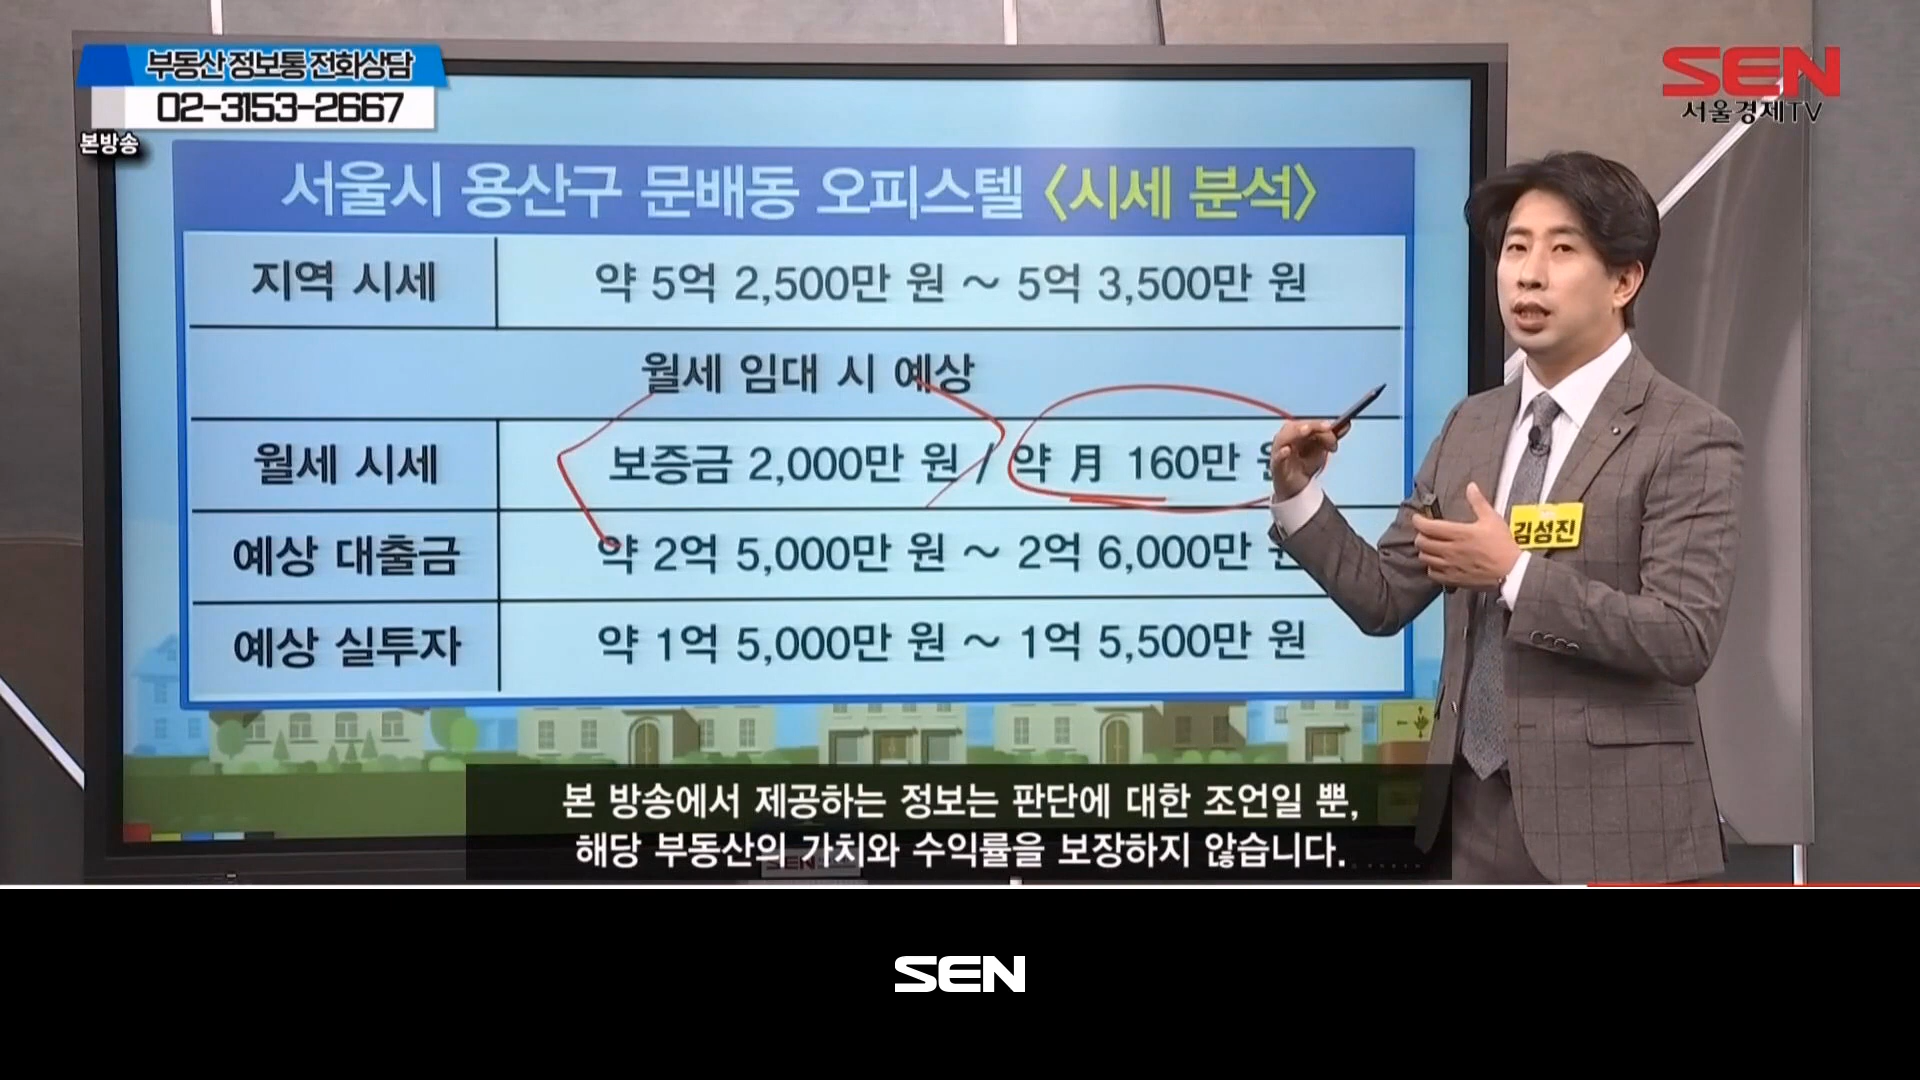 부동산 정보통 전화상담
02-3153-2667
본방송
SEN
서울경제TV
서울시 용산구 문배동 오피스텔 <시세 분석>
지역 시세 약 5억 2,500만 원 ~ 5억 3,500만 원
월세 임대 시 예상
월세 시세 보증금 2,000만 원 / 약 月 160만
예상 대출금 약 2억 5,000만 원 ~ 2억 6,000만
예상 실투자 약 1억 5,000만 원 ~ 1억 5,500만 원
김성진
본 방송에서 제공하는 정보는 판단에 대한 조언일 뿐,
해당 부동산의 가치와 수익률을 보장하지 않습니다.
SEN
SEN